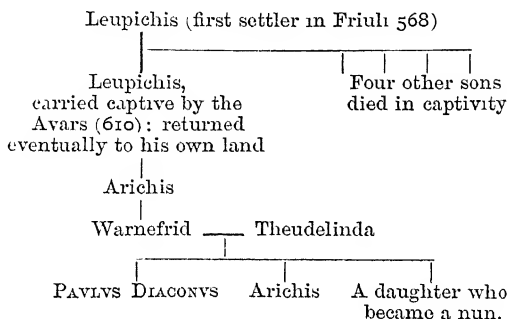 Leupichis (first settler in Friuli 568)
Leupichis,
carried captive by the
Avars (610): returned
eventually to his own land
Four other sons
died in captivity
Arichis
Warnefrid
Theudelinda
PAVLVS DIACONVS
Arichis
A daughter who
became a nun.